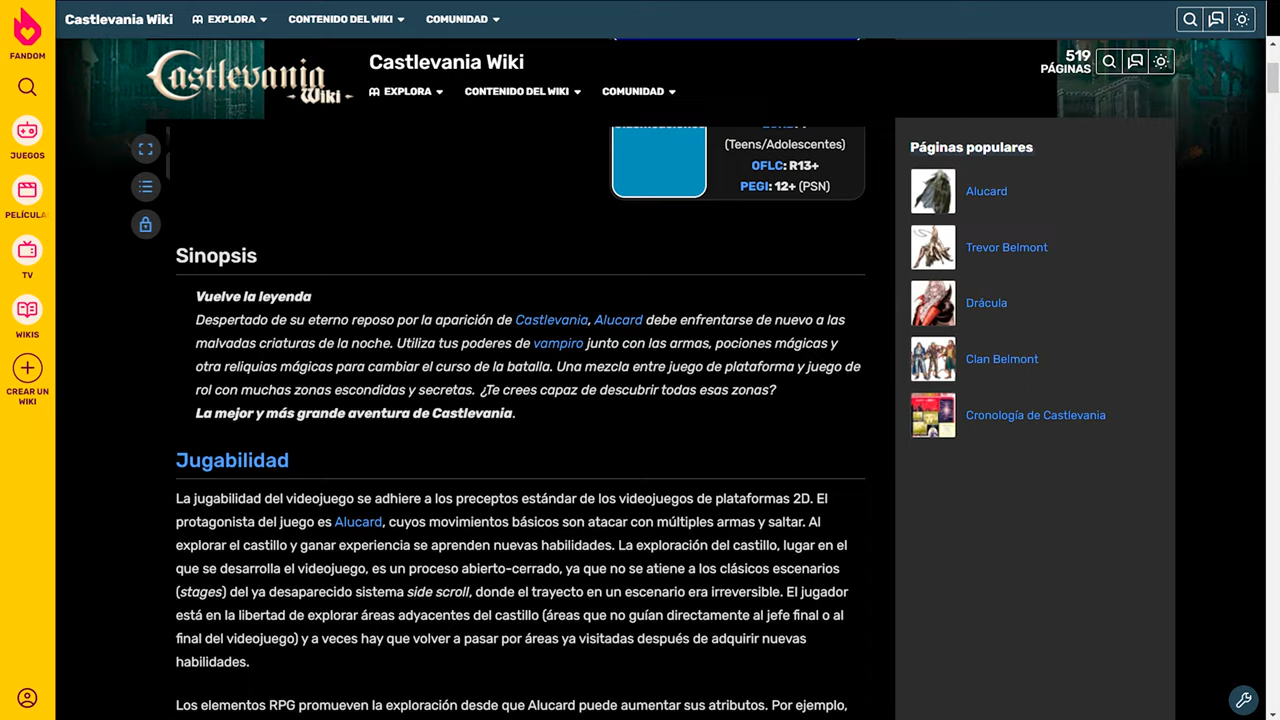 Castlevania Wiki
EXPLORA
CONTENIDO DEL WIKI
COMUNIDAD
FANDOM
JUEGOS
PELÍCULA
TV
WIKIS
CREAR UN
WIKI
Castlevania
Wiki
Castlevania Wiki
EXPLORA
CONTENIDO DEL WIKI
COMUNIDAD
519
PÁGINAS
(Teens/Adolescentes)
OFLC: R13+
PEGI: 12+ (PSN)
Sinopsis
Vuelve la leyenda
Despertado de su eterno reposo por la aparición de Castlevania, Alucard debe enfrentarse de nuevo a las
malvadas criaturas de la noche. Utiliza tus poderes de vampiro junto con las armas, pociones mágicas y
otra reliquias mágicas para cambiar el curso de la batalla. Una mezcla entre juego de plataforma y juego de
rol con muchas zonas escondidas y secretas. ¿Te crees capaz de descubrir todas esas zonas?
La mejor y más grande aventura de Castlevania.
Jugabilidad
La jugabilidad del videojuego se adhiere a los preceptos estándar de los videojuegos de plataformas 2D. El
protagonista del juego es Alucard, cuyos movimientos básicos son atacar con múltiples armas y saltar. Al
explorar el castillo y ganar experiencia se aprenden nuevas habilidades. La exploración del castillo, lugar en el
que se desarrolla el videojuego, es un proceso abierto-cerrado, ya que no se atiene a los clásicos escenarios
(stages) del ya desaparecido sistema side scroll, donde el trayecto en un escenario era irreversible. El jugador
está en la libertad de explorar áreas adyacentes del castillo (áreas que no guían directamente al jefe final o al
final del videojuego) y a veces hay que volver a pasar por áreas ya visitadas después de adquirir nuevas
habilidades.
Los elementos RPG promueven la exploración desde que Alucard puede aumentar sus atributos. Por ejemplo,
Páginas populares
Alucard
Trevor Belmont
Drácula
Clan Belmont
Cronología de Castlevania